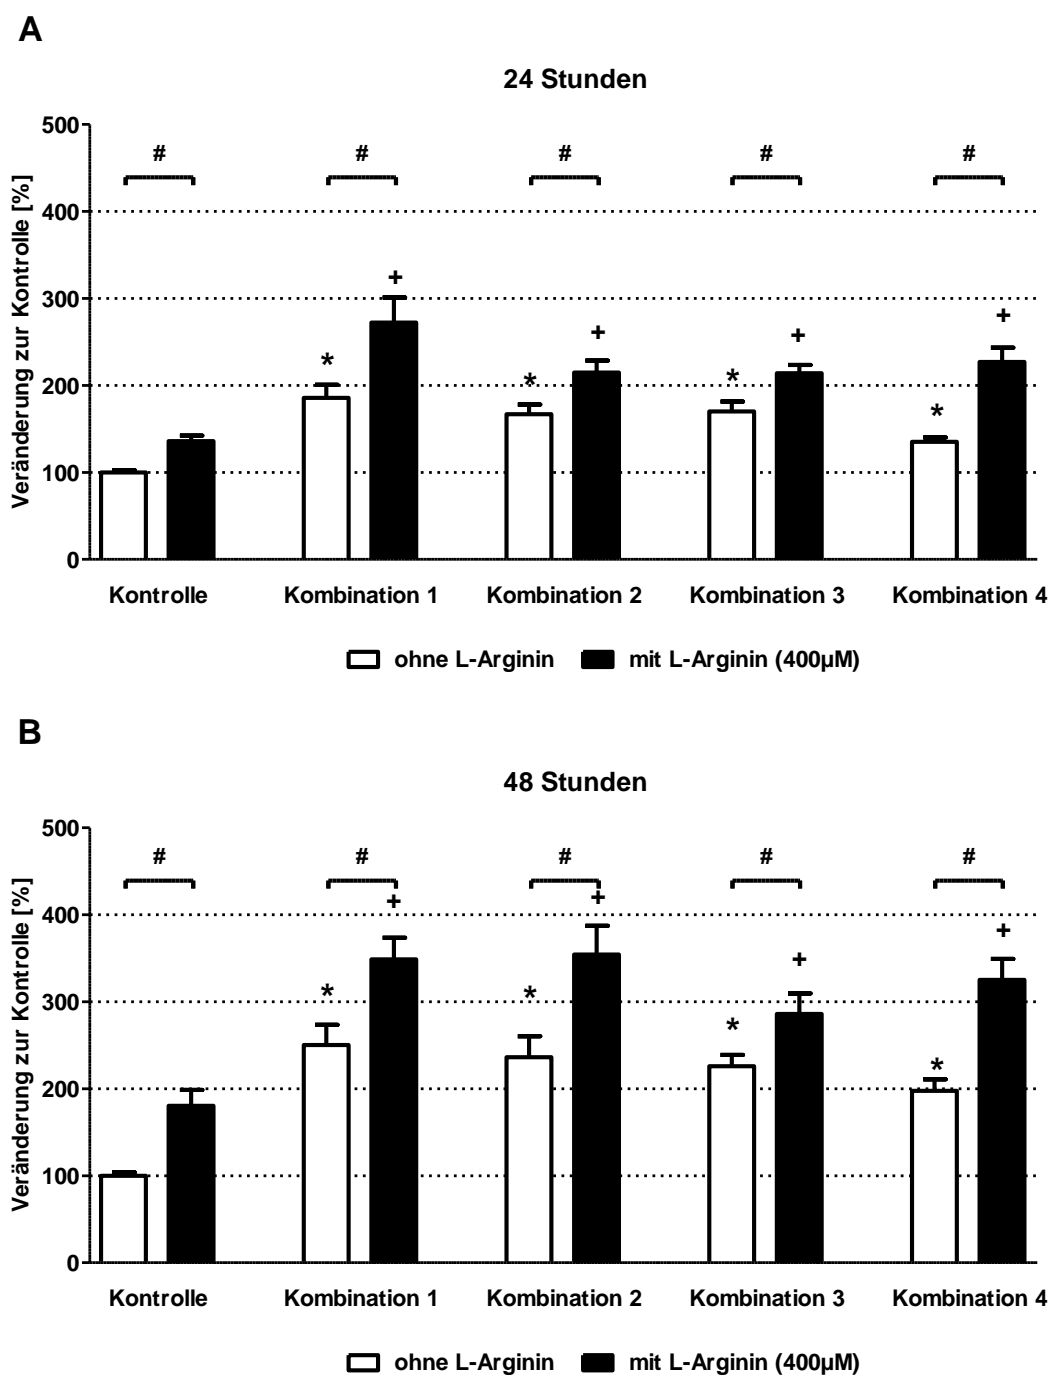 A
24 Stunden
Veränderung zur Kontrolle [%]
500
400
300
200
100
0
# # # # #
+
* + * + * + * +
Kontrolle Kombination 1 Kombination 2 Kombination 3 Kombination 4
ohne L-Arginin mit L-Arginin (400µM)
B
48 Stunden
Veränderung zur Kontrolle [%]
500
400
300
200
100
0
# # # # #
* + * + * + * +
Kontrolle Kombination 1 Kombination 2 Kombination 3 Kombination 4
ohne L-Arginin mit L-Arginin (400µM)